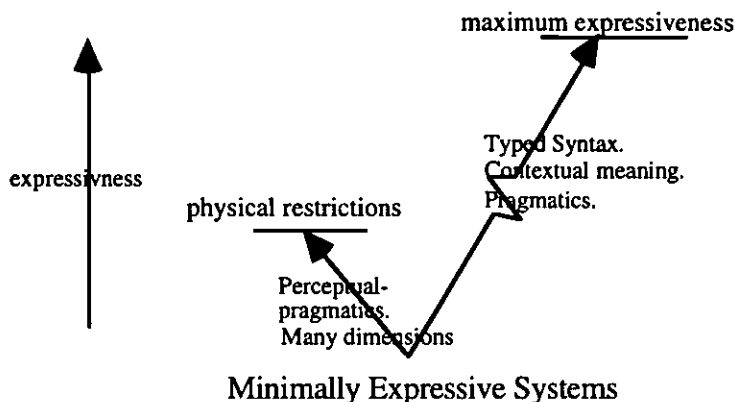 maximum expressiveness
Typed Syntax.
Contextual meaning.
Pragmatics.
expressivness
physical restrictions
Perceptual-
pragmatics.
Many dimensions
Minimally Expressive Systems